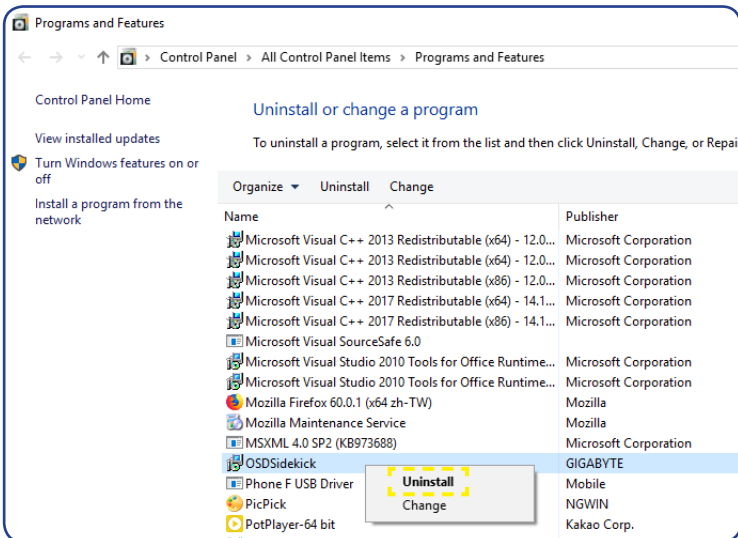 Programs and Features
Control Panel > All Control Panel Items > Programs and Features
Control Panel Home
View installed updates
Turn Windows features on or
off
Install a program from the
network
Uninstall or change a program
To uninstall a program, select it from the list and then click Uninstall, Change, or Repai
Organize Uninstall Change
Name Publisher
Microsoft Visual C++ 2013 Redistributable (x64) - 12.0... Microsoft Corporation
Microsoft Visual C++ 2013 Redistributable (x64) - 12.0... Microsoft Corporation
Microsoft Visual C++ 2013 Redistributable (x86) - 12.0... Microsoft Corporation
Microsoft Visual C++ 2017 Redistributable (x64) - 14.1... Microsoft Corporation
Microsoft Visual C++ 2017 Redistributable (x86) - 14.1... Microsoft Corporation
Microsoft Visual SourceSafe 6.0
Microsoft Visual Studio 2010 Tools for Office Runtime... Microsoft Corporation
Microsoft Visual Studio 2010 Tools for Office Runtime... Microsoft Corporation
Mozilla Firefox 60.0.1 (x64 zh-TW) Mozilla
Mozilla Maintenance Service Mozilla
MSXML 4.0 SP2 (KB973688) Microsoft Corporation
OSDSidekick GIGABYTE
Phone F USB Driver Uninstall Mobile
PicPick Change NGWIN
PotPlayer-64 bit Kakao Corp.